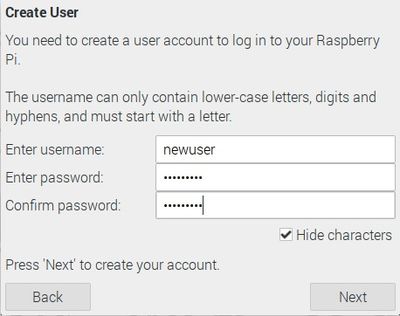 Create User
You need to create a user account to log in to your Raspberry
Pi.
The username can only contain lower-case letters, digits and
hyphens, and must start with a letter.
Enter username: newuser
Enter password: •••••••••
Confirm password: •••••••••
Hide characters
Press 'Next' to create your account.
Back Next